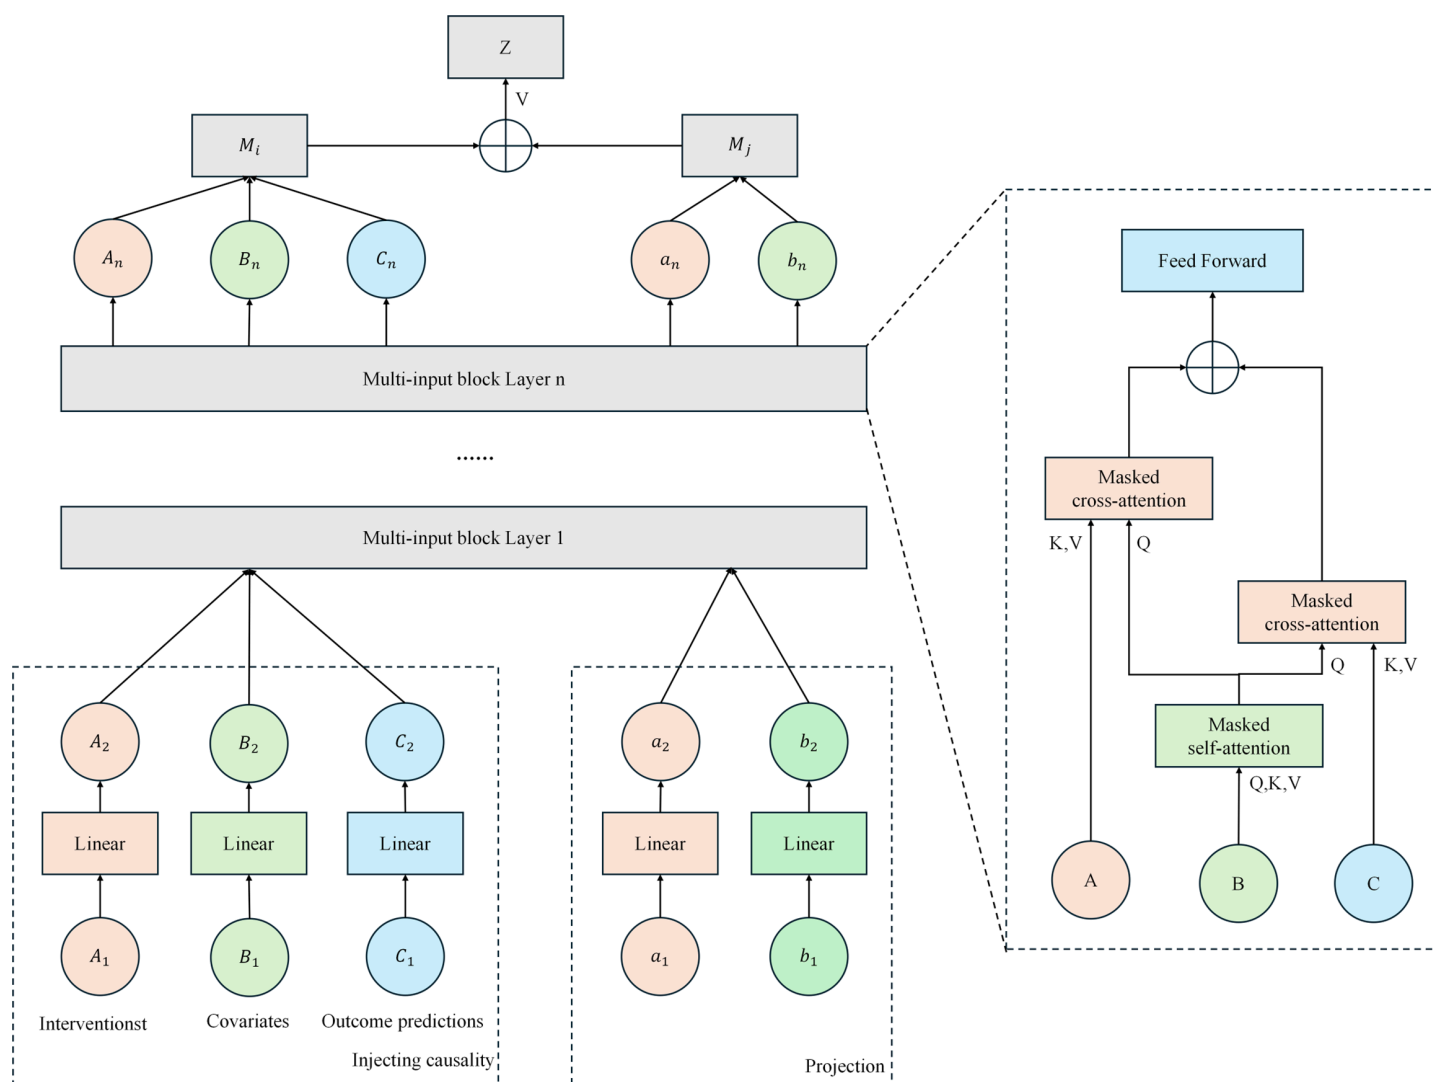 Z
V
M_i
M_j
A_n
B_n
C_n
a_n
b_n
Multi-input block Layer n
......
Multi-input block Layer 1
A_2
B_2
C_2
a_2
b_2
Linear
Linear
Linear
Linear
Linear
A_1
B_1
C_1
a_1
b_1
Interventionst
Covariates
Outcome predictions
Injecting causality
Projection
Feed Forward
Masked
cross-attention
K,V
Q
Masked
cross-attention
Q
K,V
Masked
self-attention
Q,K,V
A
B
C